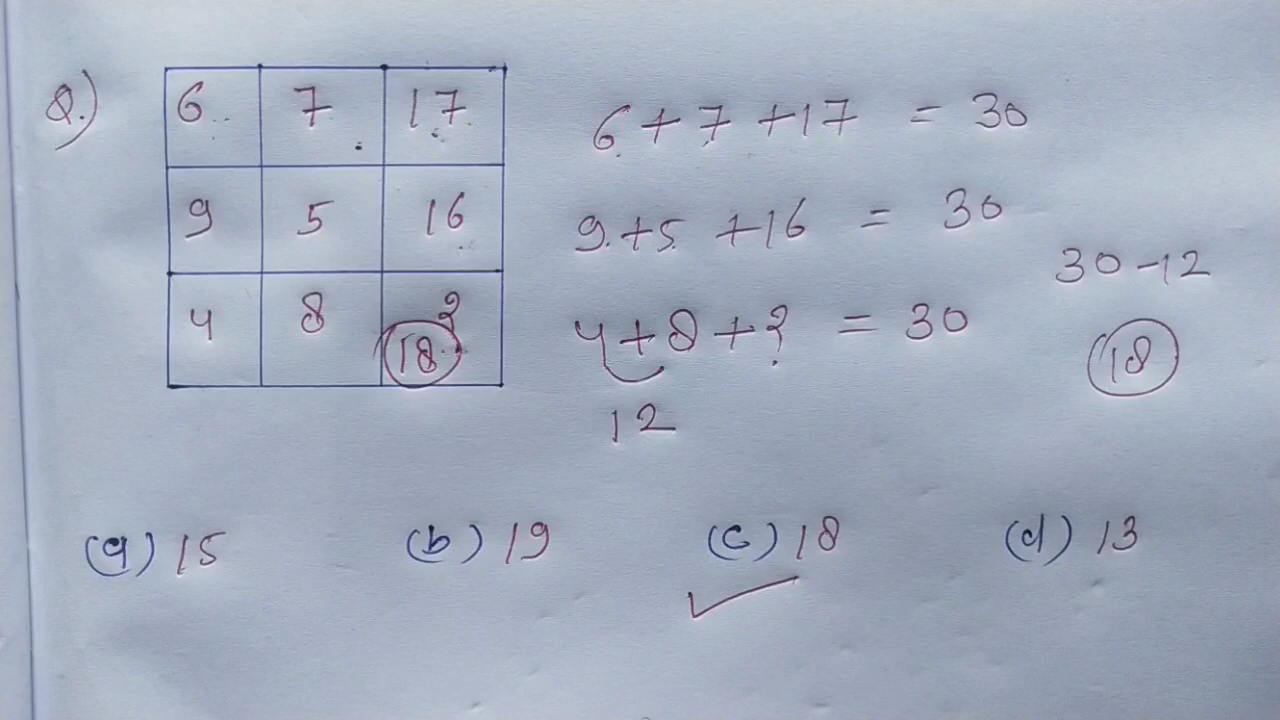 Q.)
6 7 17
9 5 16
4 8 ?
18
6 + 7 + 17 = 30
9 + 5 + 16 = 30
4 + 8 + ? = 30
12
30 - 12
18
(a) 15 (b) 19 (c) 18 (d) 13